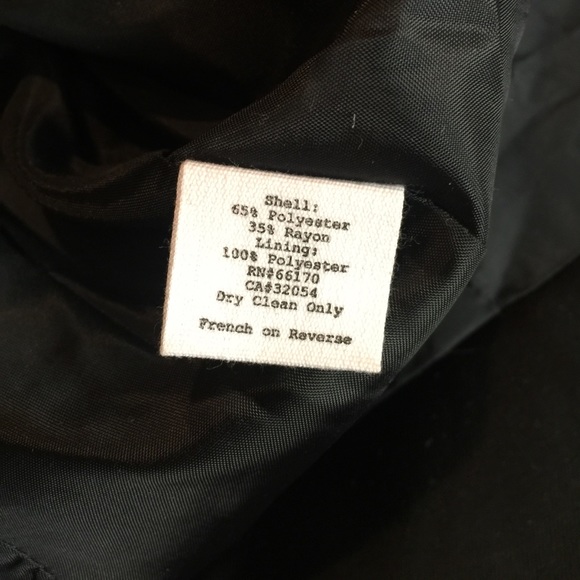 Shell:
65% Polyester
35% Rayon
Lining:
100% Polyester
RN#66170
CA#32054
Dry Clean Only
French on Reverse